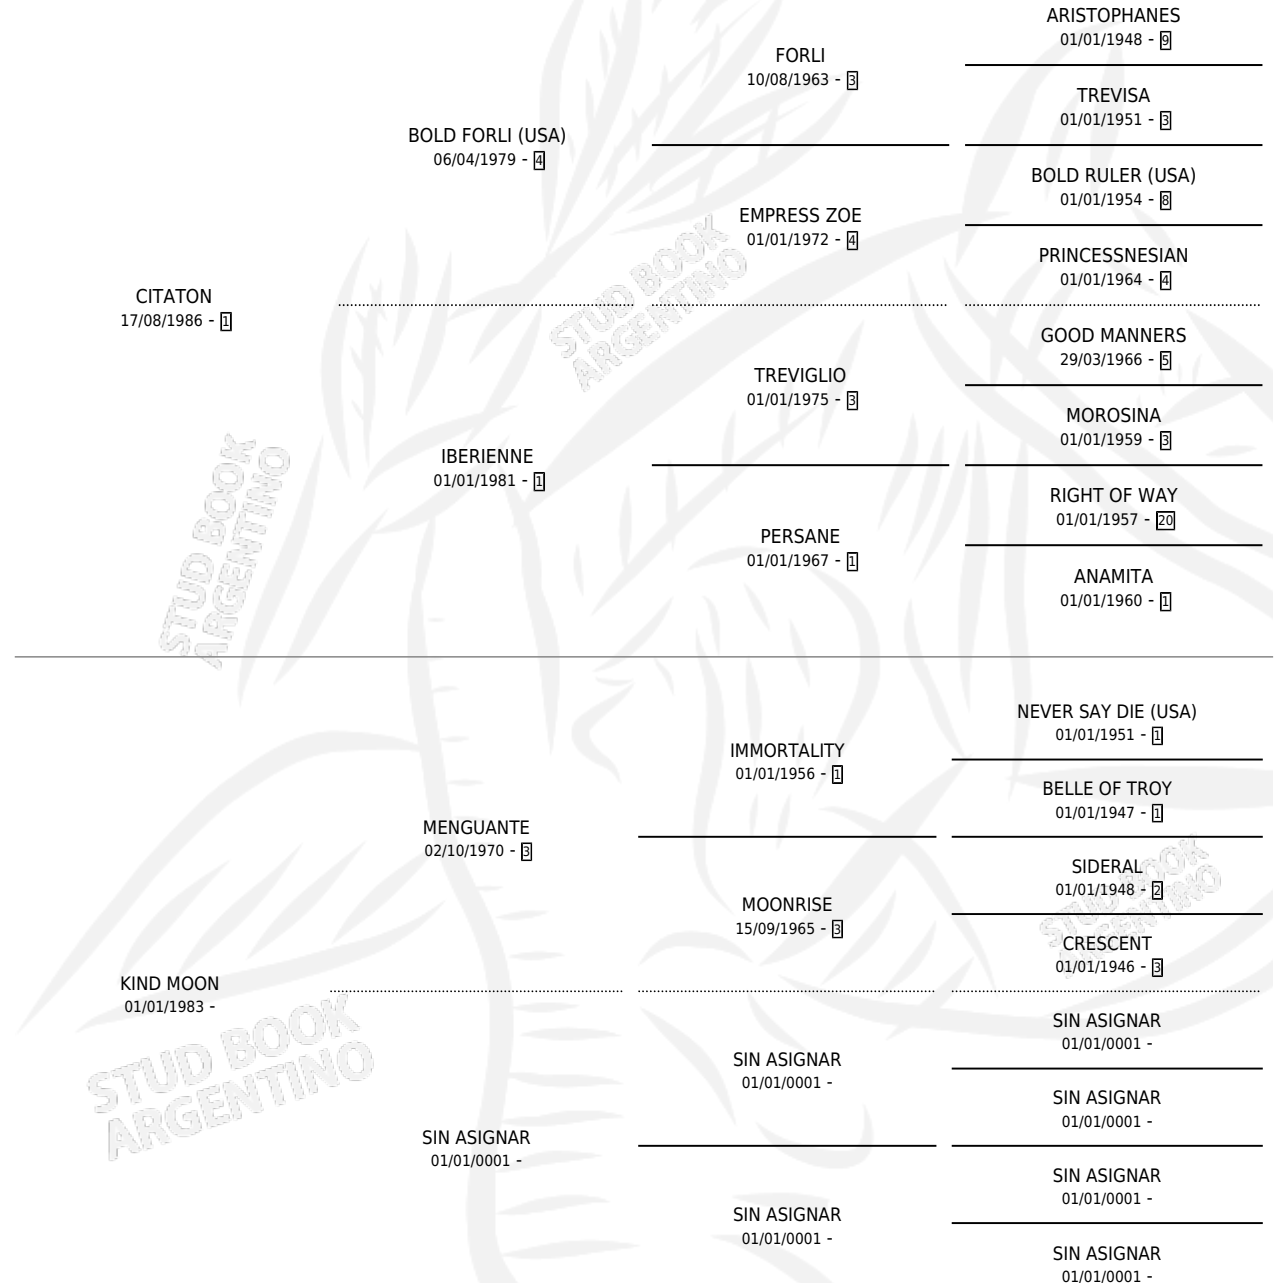 ARISTOPHANES
01/01/1948 - 9
FORLI
10/08/1963 - 3
TREVISA
01/01/1951 - 3
BOLD FORLI (USA)
06/04/1979 - 4
BOLD RULER (USA)
01/01/1954 - 8
EMPRESS ZOE
01/01/1972 - 4
PRINCESSNESIAN
01/01/1964 - 4
CITATON
17/08/1986 - 1
GOOD MANNERS
29/03/1966 - 5
TREVIGLIO
01/01/1975 - 3
MOROSINA
01/01/1959 - 3
IBERIENNE
01/01/1981 - 1
RIGHT OF WAY
01/01/1957 - 20
PERSANE
01/01/1967 - 1
ANAMITA
01/01/1960 - 1
NEVER SAY DIE (USA)
01/01/1951 - 1
IMMORTALITY
01/01/1956 - 1
BELLE OF TROY
01/01/1947 - 1
MENGUANTE
02/10/1970 - 3
SIDERAL
01/01/1948 - 2
MOONRISE
15/09/1965 - 3
CRESCENT
01/01/1946 - 3
KIND MOON
01/01/1983 -
SIN ASIGNAR
01/01/0001 -
SIN ASIGNAR
01/01/0001 -
SIN ASIGNAR
01/01/0001 -
SIN ASIGNAR
01/01/0001 -
SIN ASIGNAR
01/01/0001 -
SIN ASIGNAR
01/01/0001 -
SIN ASIGNAR
01/01/0001 -
STUD BOOK
ARGENTINO
STUD BOOK
ARGENTINO
STUD BOOK
ARGENTINO
STUD BOOK
ARGENTINO